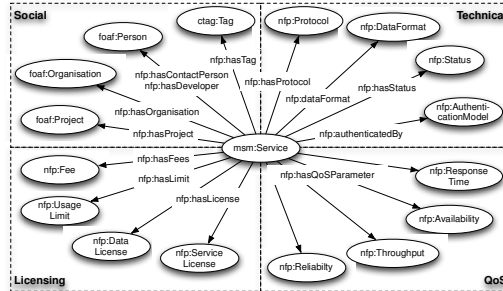 Social
Technical
ctag:Tag
nfp:Protocol
foaf:Person
nfp:DataFormat
nfp:hasTag
nfp:hasContactPerson
nfp:hasDeveloper
nfp:Status
foaf:Organisation
nfp:hasProtocol
nfp:hasStatus
nfp:dataFormat
nfp:hasOrganisation
nfp:Authenti-
cationModel
foaf:Project
nfp:hasProject
nfp:authenticatedBy
msm:Service
nfp:Fee
nfp:hasFees
nfp:hasLimit
nfp:hasQoSParameter
nfp:Response
Time
nfp:hasLicense
nfp:Usage
Limit
nfp:Availability
nfp:Data
License
nfp:Service
License
nfp:Reliabilty
nfp:Throughput
Licensing
QoS